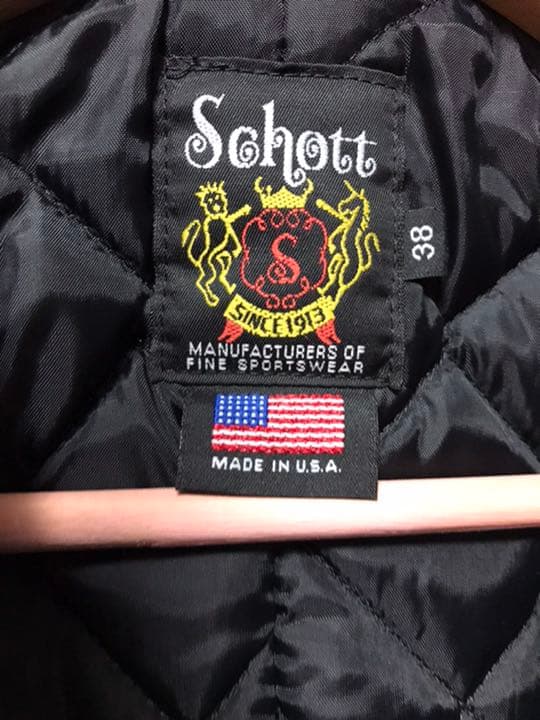 Schott
38
S
SINCE 1913
MANUFACTURERS OF
FINE SPORTSWEAR
MADE IN U.S.A.